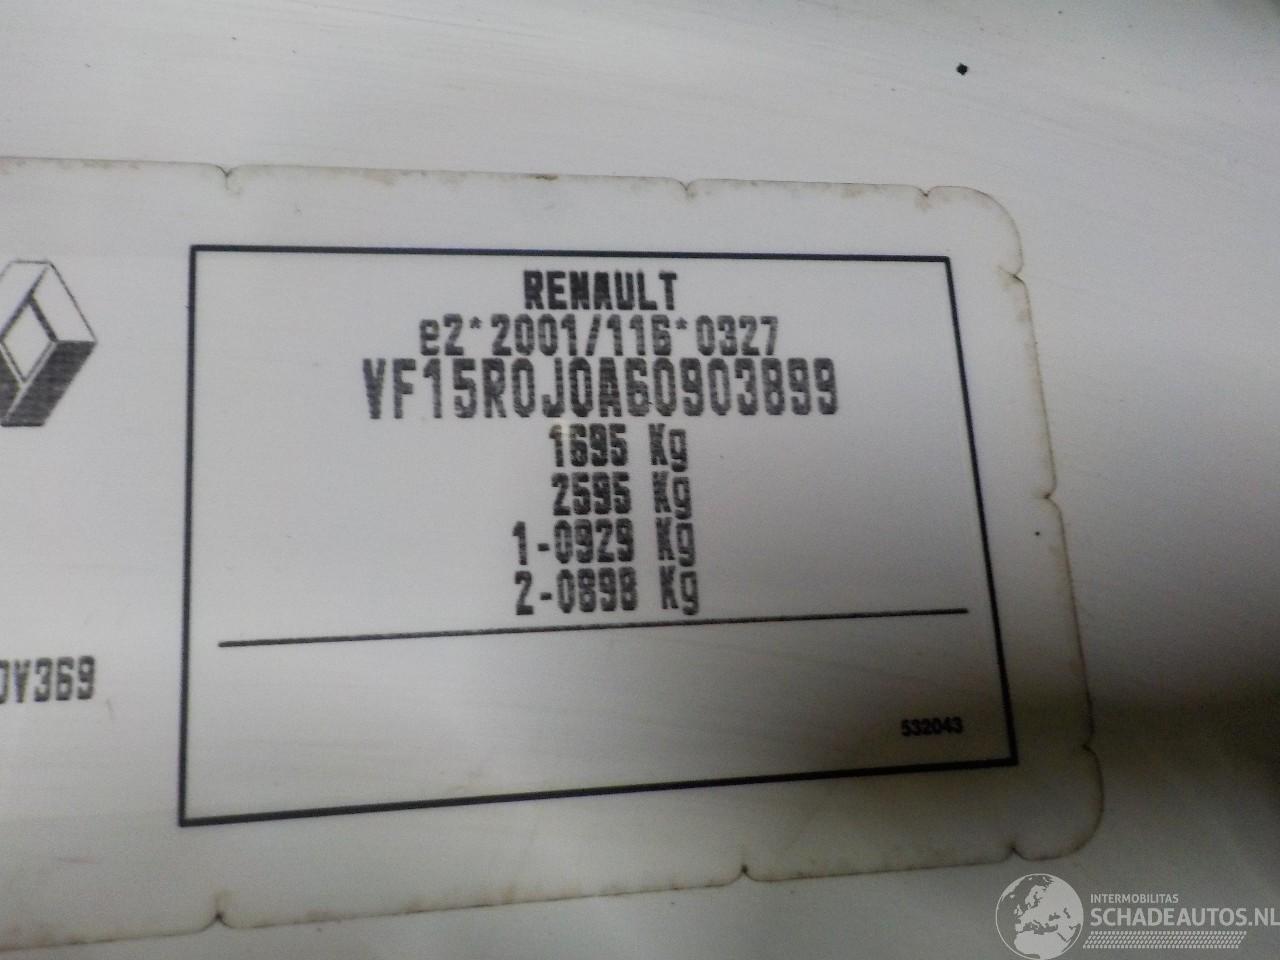 RENAULT
e2*2001/116*0327
VF15R0J0A60903899
1695 Kg
2595 Kg
1-0929 Kg
2-0898 Kg
0V369
532043
INTERMOBILITAS
SCHADEAUTOS.NL